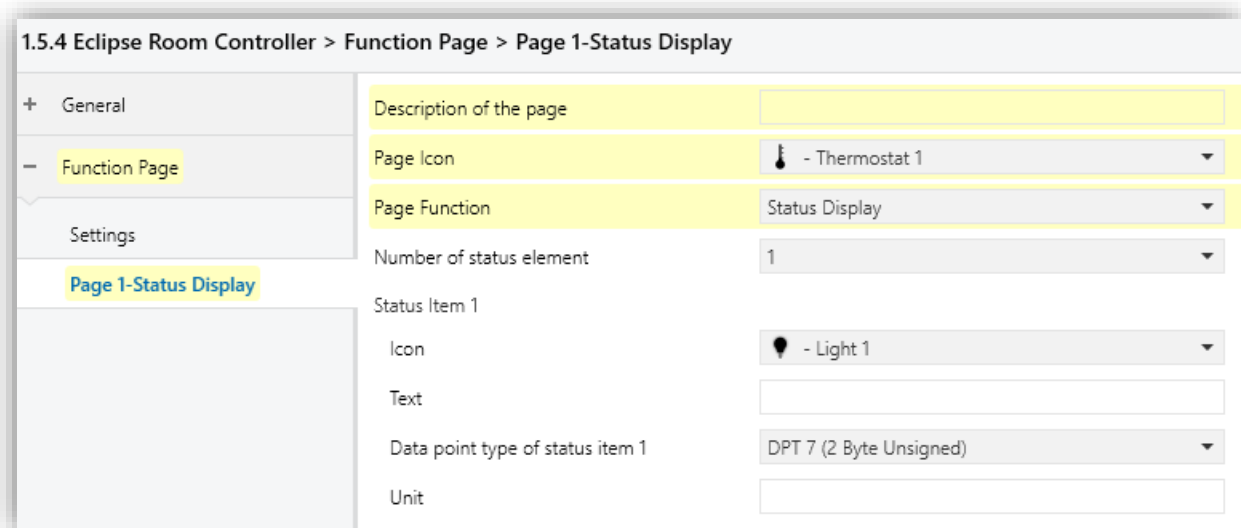 1.5.4 Eclipse Room Controller > Function Page > Page 1-Status Display
+ General
Description of the page
Page Icon - Thermostat 1
− Function Page
Page Function Status Display
Settings
Number of status element 1
Page 1-Status Display
Status Item 1
Icon - Light 1
Text
Data point type of status item 1 DPT 7 (2 Byte Unsigned)
Unit